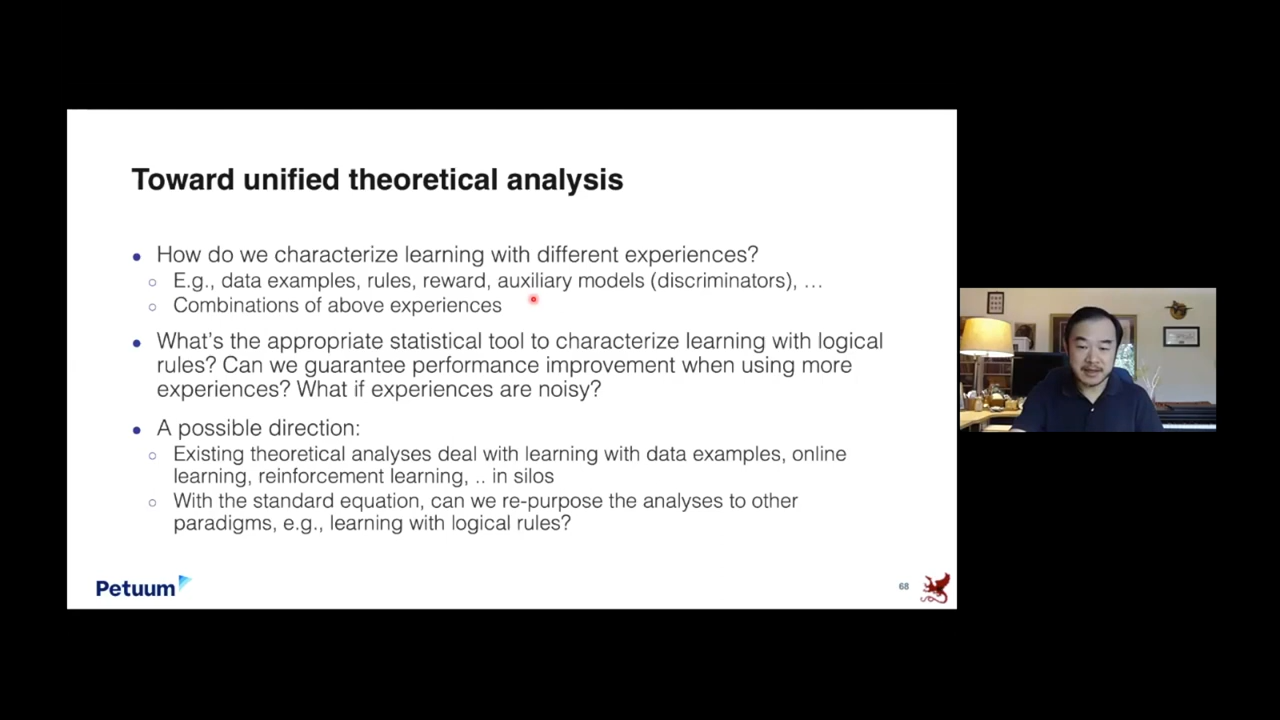 Toward unified theoretical analysis
• How do we characterize learning with different experiences?
○ E.g., data examples, rules, reward, auxiliary models (discriminators), …
○ Combinations of above experiences
• What's the appropriate statistical tool to characterize learning with logical
rules? Can we guarantee performance improvement when using more
experiences? What if experiences are noisy?
• A possible direction:
○ Existing theoretical analyses deal with learning with data examples, online
learning, reinforcement learning, .. in silos
○ With the standard equation, can we re-purpose the analyses to other
paradigms, e.g., learning with logical rules?
Petuum
68